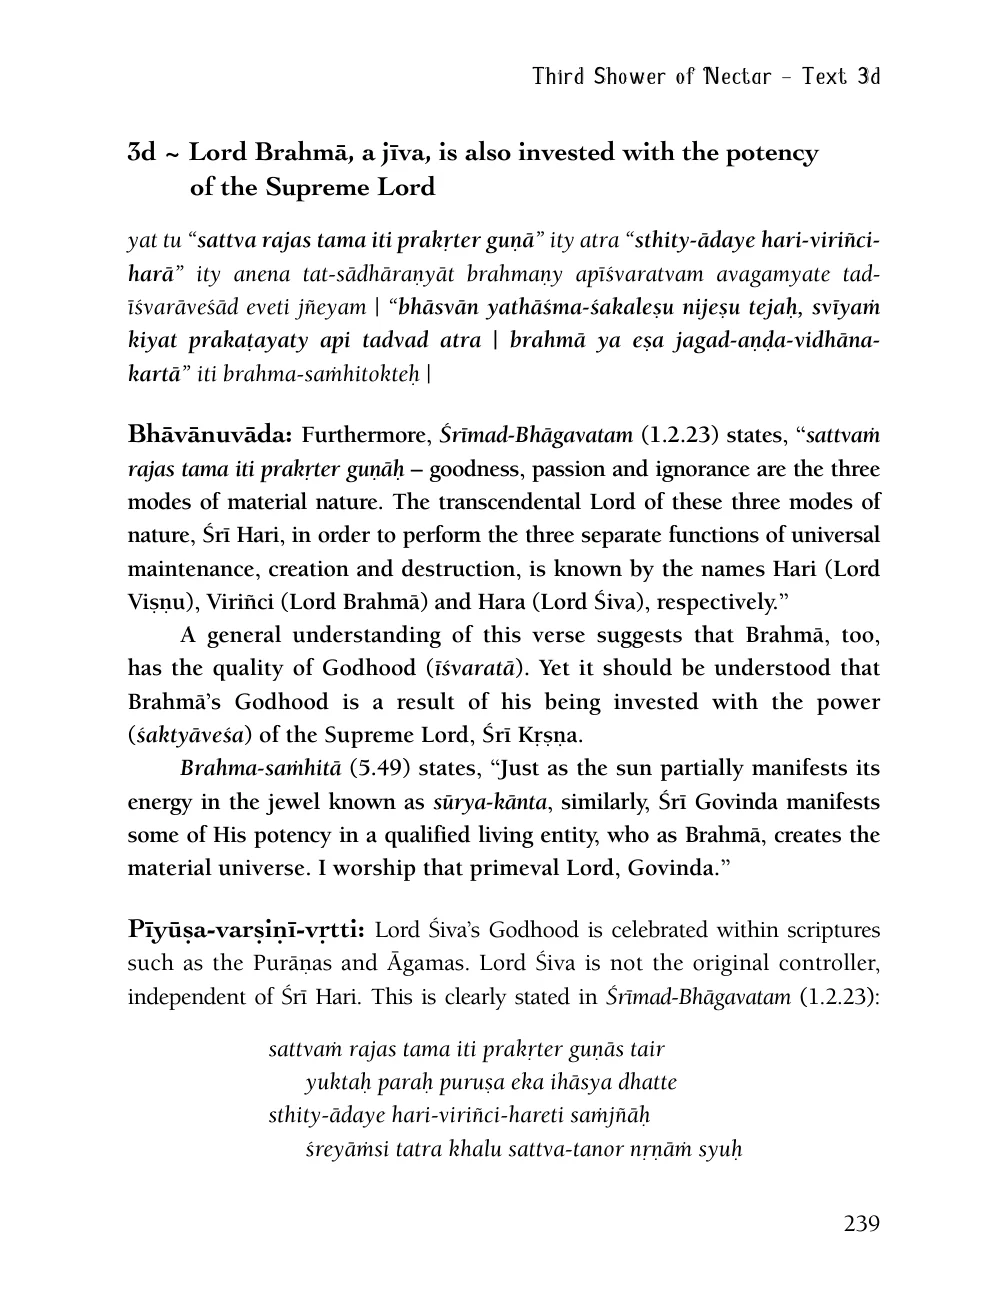 Third Shower of Nectar – Text 3d
3d ~ Lord Brahmā, a jīva, is also invested with the potency
of the Supreme Lord
yat tu “sattva rajas tama iti prakṛter guṇā” ity atra “sthity-ādaye hari-viriñci-
harā” ity anena tat-sādhāraṇyāt brahmaṇy apīśvaratvam avagamyate tad-
īśvarāveśād eveti jñeyam | “bhāsvān yathāśma-śakaleṣu nijeṣu tejaḥ, svīyaṁ
kiyat prakaṭayaty api tadvad atra | brahmā ya eṣa jagad-aṇḍa-vidhāna-
kartā” iti brahma-saṁhitokteḥ |
Bhāvānuvāda: Furthermore, Śrīmad-Bhāgavatam (1.2.23) states, “sattvaṁ
rajas tama iti prakṛter guṇāḥ – goodness, passion and ignorance are the three
modes of material nature. The transcendental Lord of these three modes of
nature, Śrī Hari, in order to perform the three separate functions of universal
maintenance, creation and destruction, is known by the names Hari (Lord
Viṣṇu), Viriñci (Lord Brahmā) and Hara (Lord Śiva), respectively.”
A general understanding of this verse suggests that Brahmā, too,
has the quality of Godhood (īśvaratā). Yet it should be understood that
Brahmā’s Godhood is a result of his being invested with the power
(śaktyāveśa) of the Supreme Lord, Śrī Kṛṣṇa.
Brahma-saṁhitā (5.49) states, “Just as the sun partially manifests its
energy in the jewel known as sūrya-kānta, similarly, Śrī Govinda manifests
some of His potency in a qualified living entity, who as Brahmā, creates the
material universe. I worship that primeval Lord, Govinda.”
Pīyūṣa-varṣiṇī-vṛtti: Lord Śiva’s Godhood is celebrated within scriptures
such as the Purāṇas and Āgamas. Lord Śiva is not the original controller,
independent of Śrī Hari. This is clearly stated in Śrīmad-Bhāgavatam (1.2.23):
sattvaṁ rajas tama iti prakṛter guṇās tair
yuktaḥ paraḥ puruṣa eka ihāsya dhatte
sthity-ādaye hari-viriñci-hareti saṁjñāḥ
śreyāṁsi tatra khalu sattva-tanor nṛṇāṁ syuḥ
239